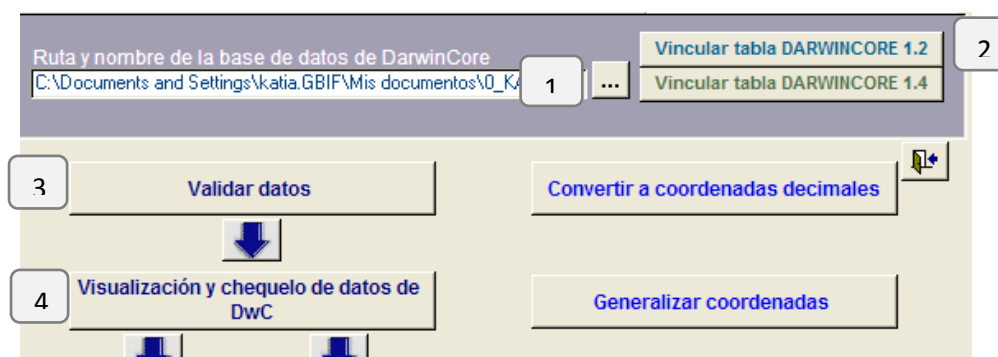 Ruta y nombre de la base de datos de DarwinCore
C:\Documents and Settings\katia.GBIF\Mis documentos\0_KA
1
...
Vincular tabla DARWINCORE 1.2
2
Vincular tabla DARWINCORE 1.4
3
Validar datos
Convertir a coordenadas decimales
4
Visualización y chequelo de datos de
DwC
Generalizar coordenadas